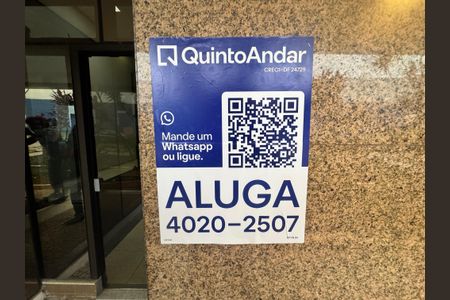 QuintoAndar
CRECI-DF 24729
Mande um
Whatsapp
ou ligue.
ALUGA
4020-2507